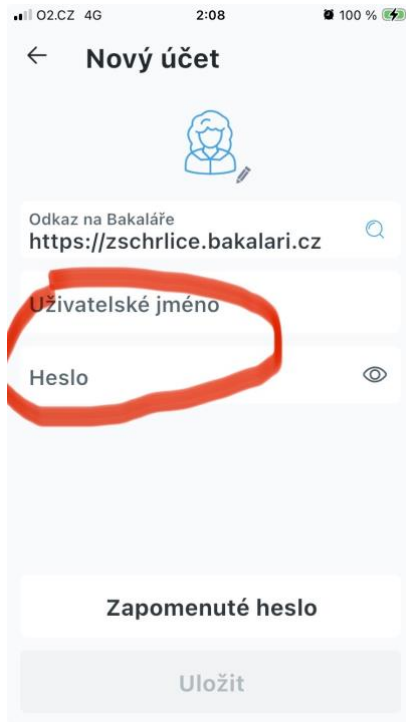 O2.CZ 4G 2:08 100 %
Nový účet
Odkaz na Bakaláře
https://zschrlice.bakalari.cz
Uživatelské jméno
Heslo
Zapomenuté heslo
Uložit